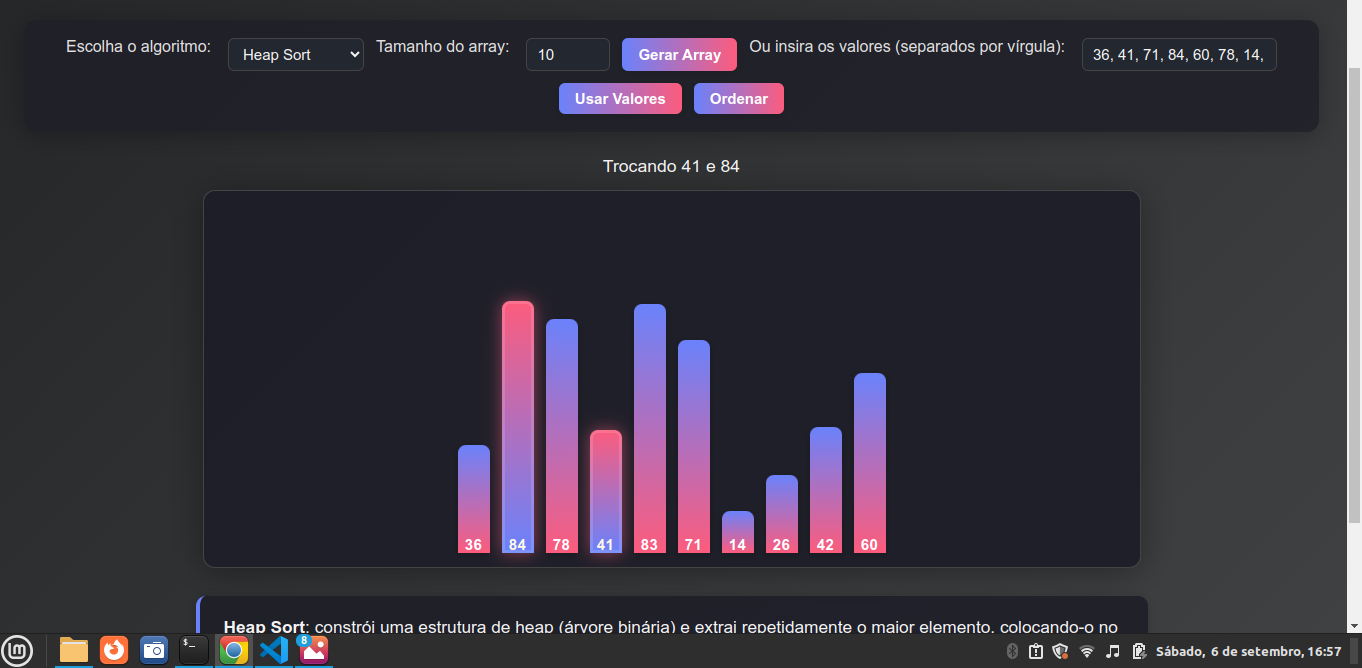 Escolha o algoritmo: Heap Sort Tamanho do array: 10 Gerar Array Ou insira os valores (separados por vírgula): 36, 41, 71, 84, 60, 78, 14,
Usar Valores Ordenar
Trocando 41 e 84
36 84 78 41 83 71 14 26 42 60
Heap Sort: constrói uma estrutura de heap (árvore binária) e extrai repetidamente o maior elemento, colocando-o no
8 Sábado, 6 de setembro, 16:57